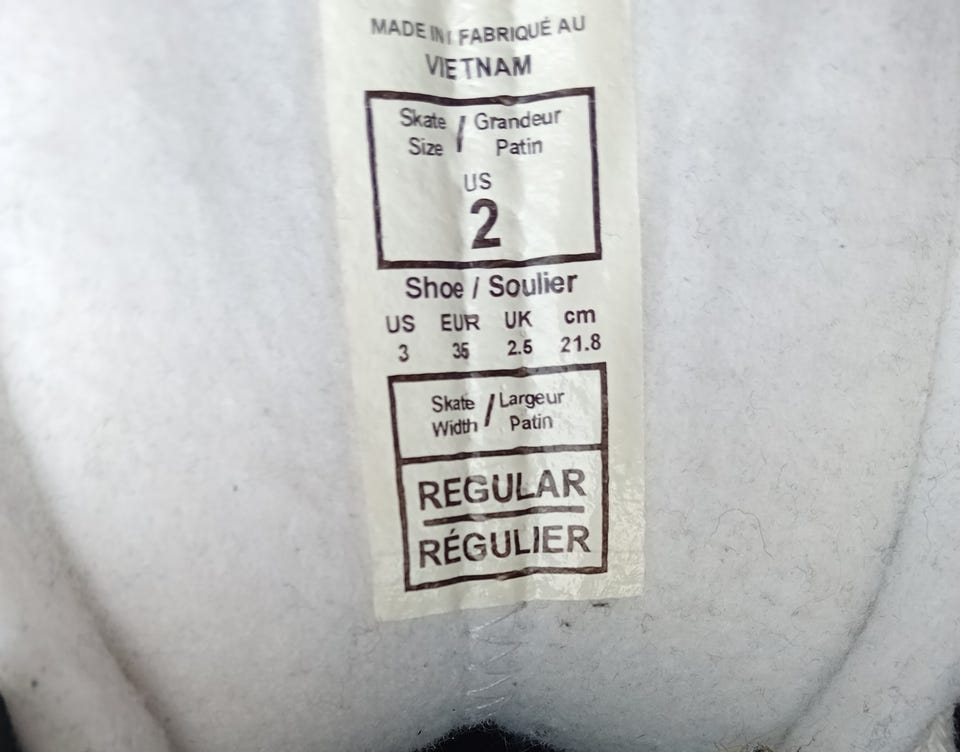 MADE IN / FABRIQUÉ AU
VIETNAM
Skate / Grandeur
Size Patin
US
2
Shoe / Soulier
US EUR UK cm
3 35 2.5 21.8
Skate / Largeur
Width Patin
REGULAR
RÉGULIER